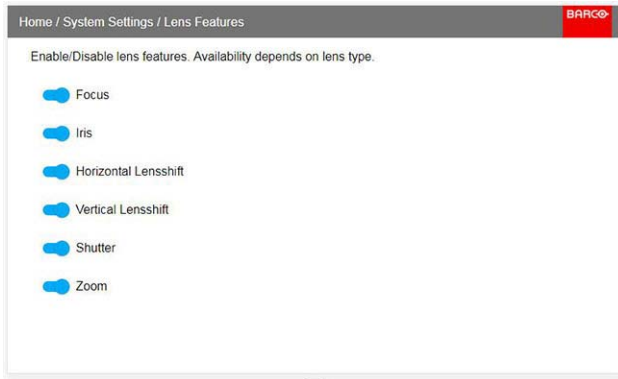 Home / System Settings / Lens Features
BARCO
Enable/Disable lens features. Availability depends on lens type.
Focus
Iris
Horizontal Lensshift
Vertical Lensshift
Shutter
Zoom